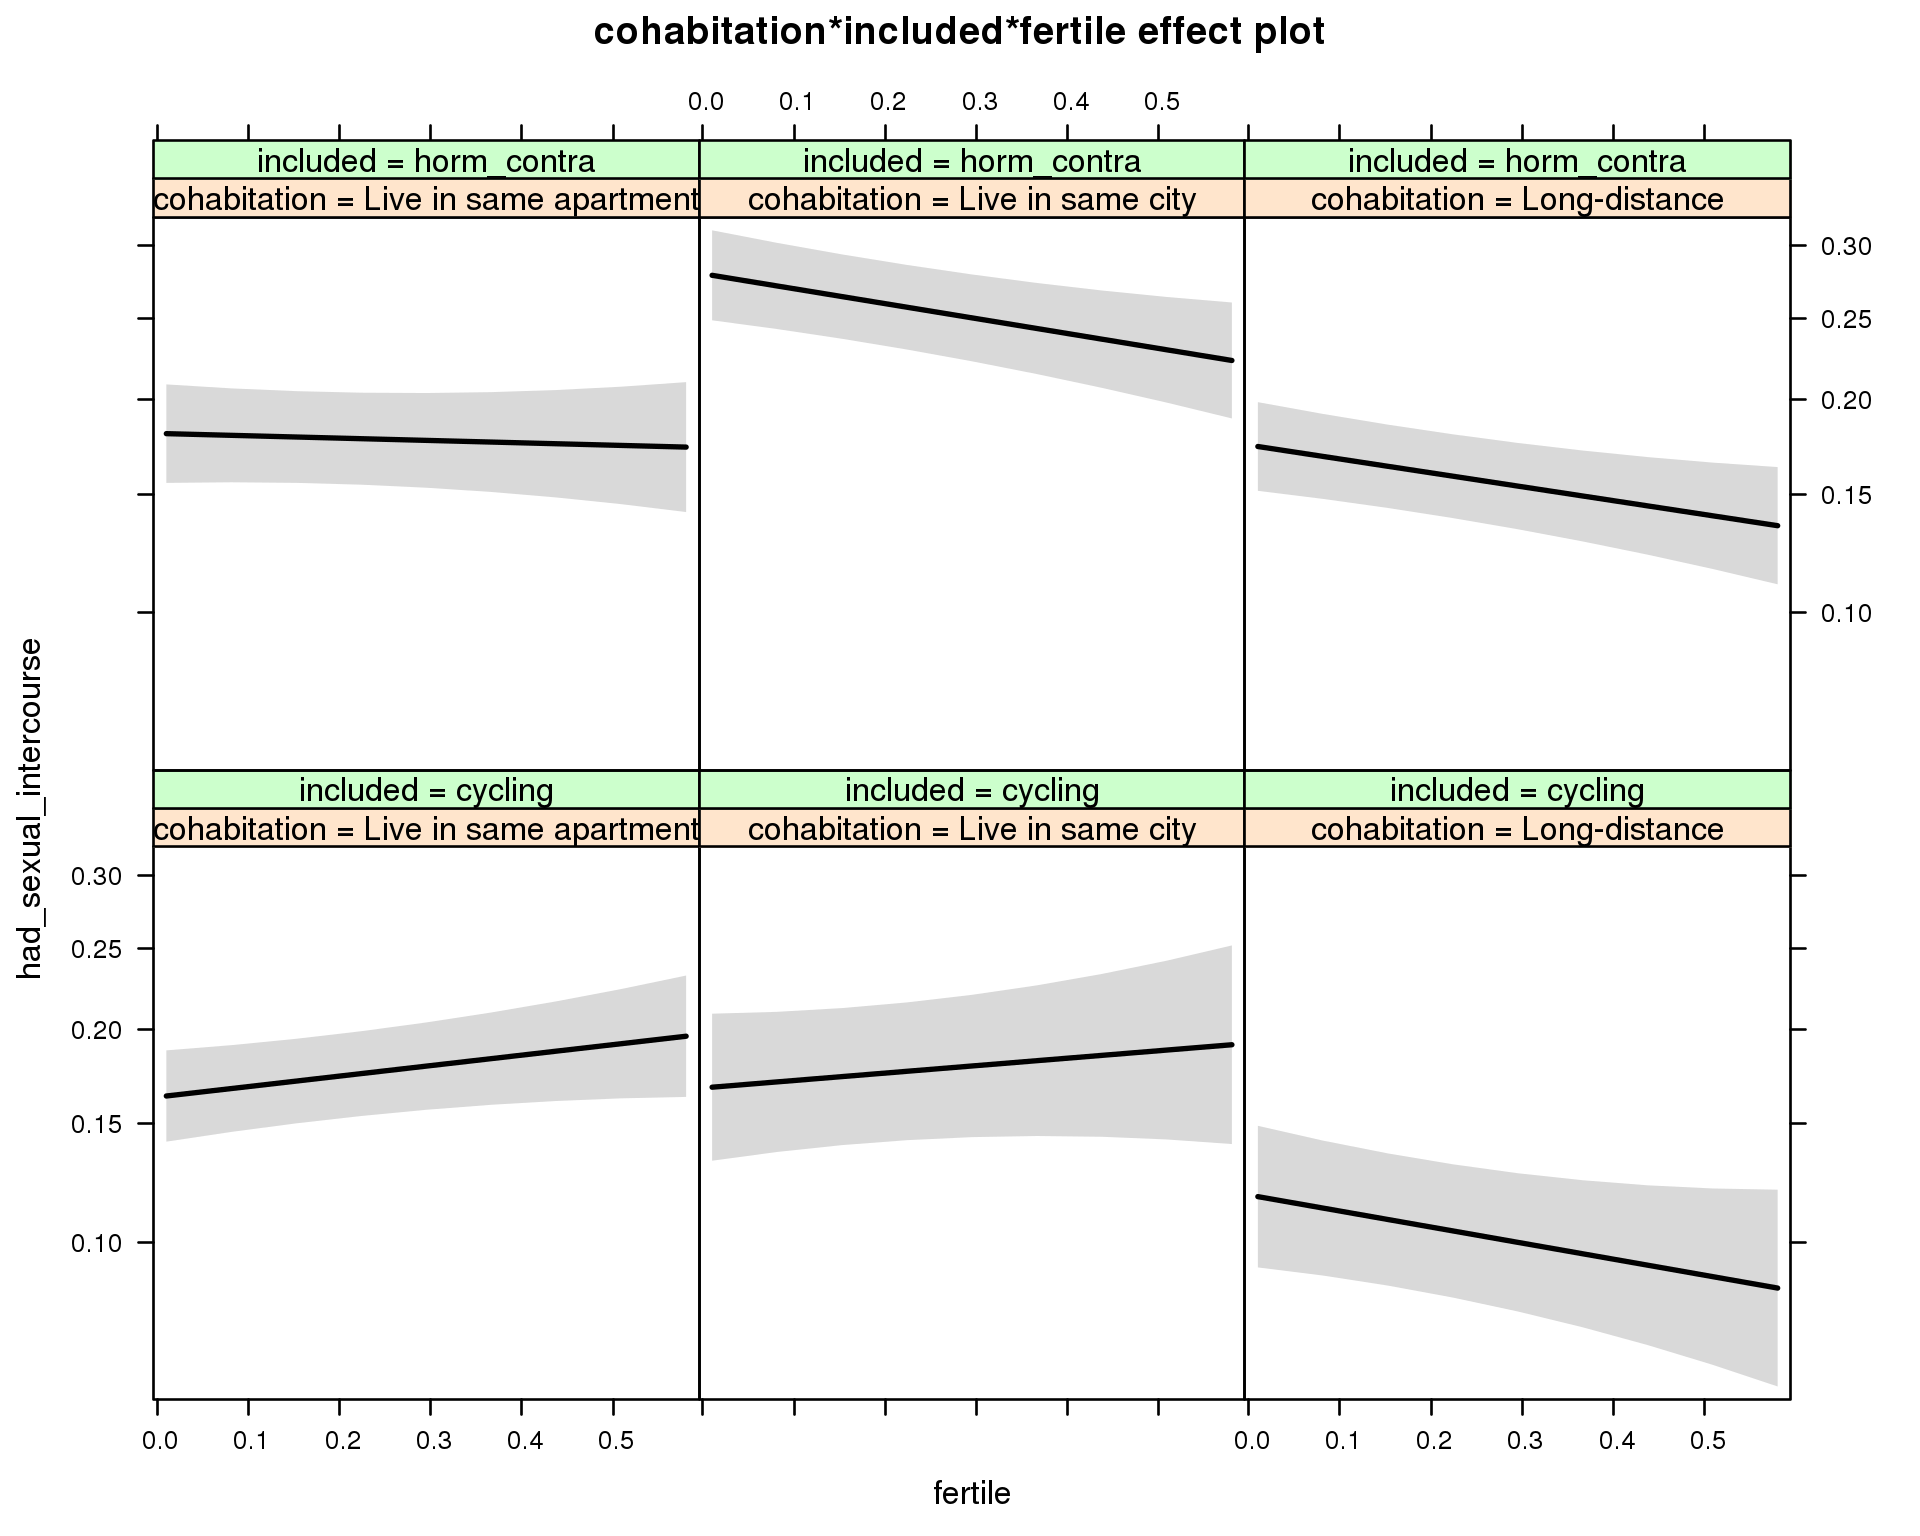 cohabitation*included*fertile effect plot
0.0 0.1 0.2 0.3 0.4 0.5
included = horm_contra included = horm_contra included = horm_contra
cohabitation = Live in same apartment cohabitation = Live in same city cohabitation = Long-distance
0.30
0.25
0.20
0.15
0.10
had_sexual_intercourse
included = cycling included = cycling included = cycling
cohabitation = Live in same apartment cohabitation = Live in same city cohabitation = Long-distance
0.30
0.25
0.20
0.15
0.10
0.0 0.1 0.2 0.3 0.4 0.5 0.0 0.1 0.2 0.3 0.4 0.5
fertile